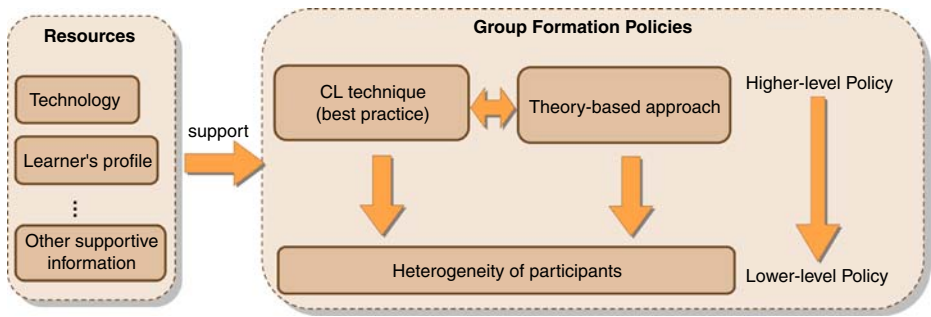 Resources
Technology
Learner's profile
⋮
Other supportive
information
support
Group Formation Policies
CL technique
(best practice)
Theory-based approach
Higher-level Policy
Heterogeneity of participants
Lower-level Policy